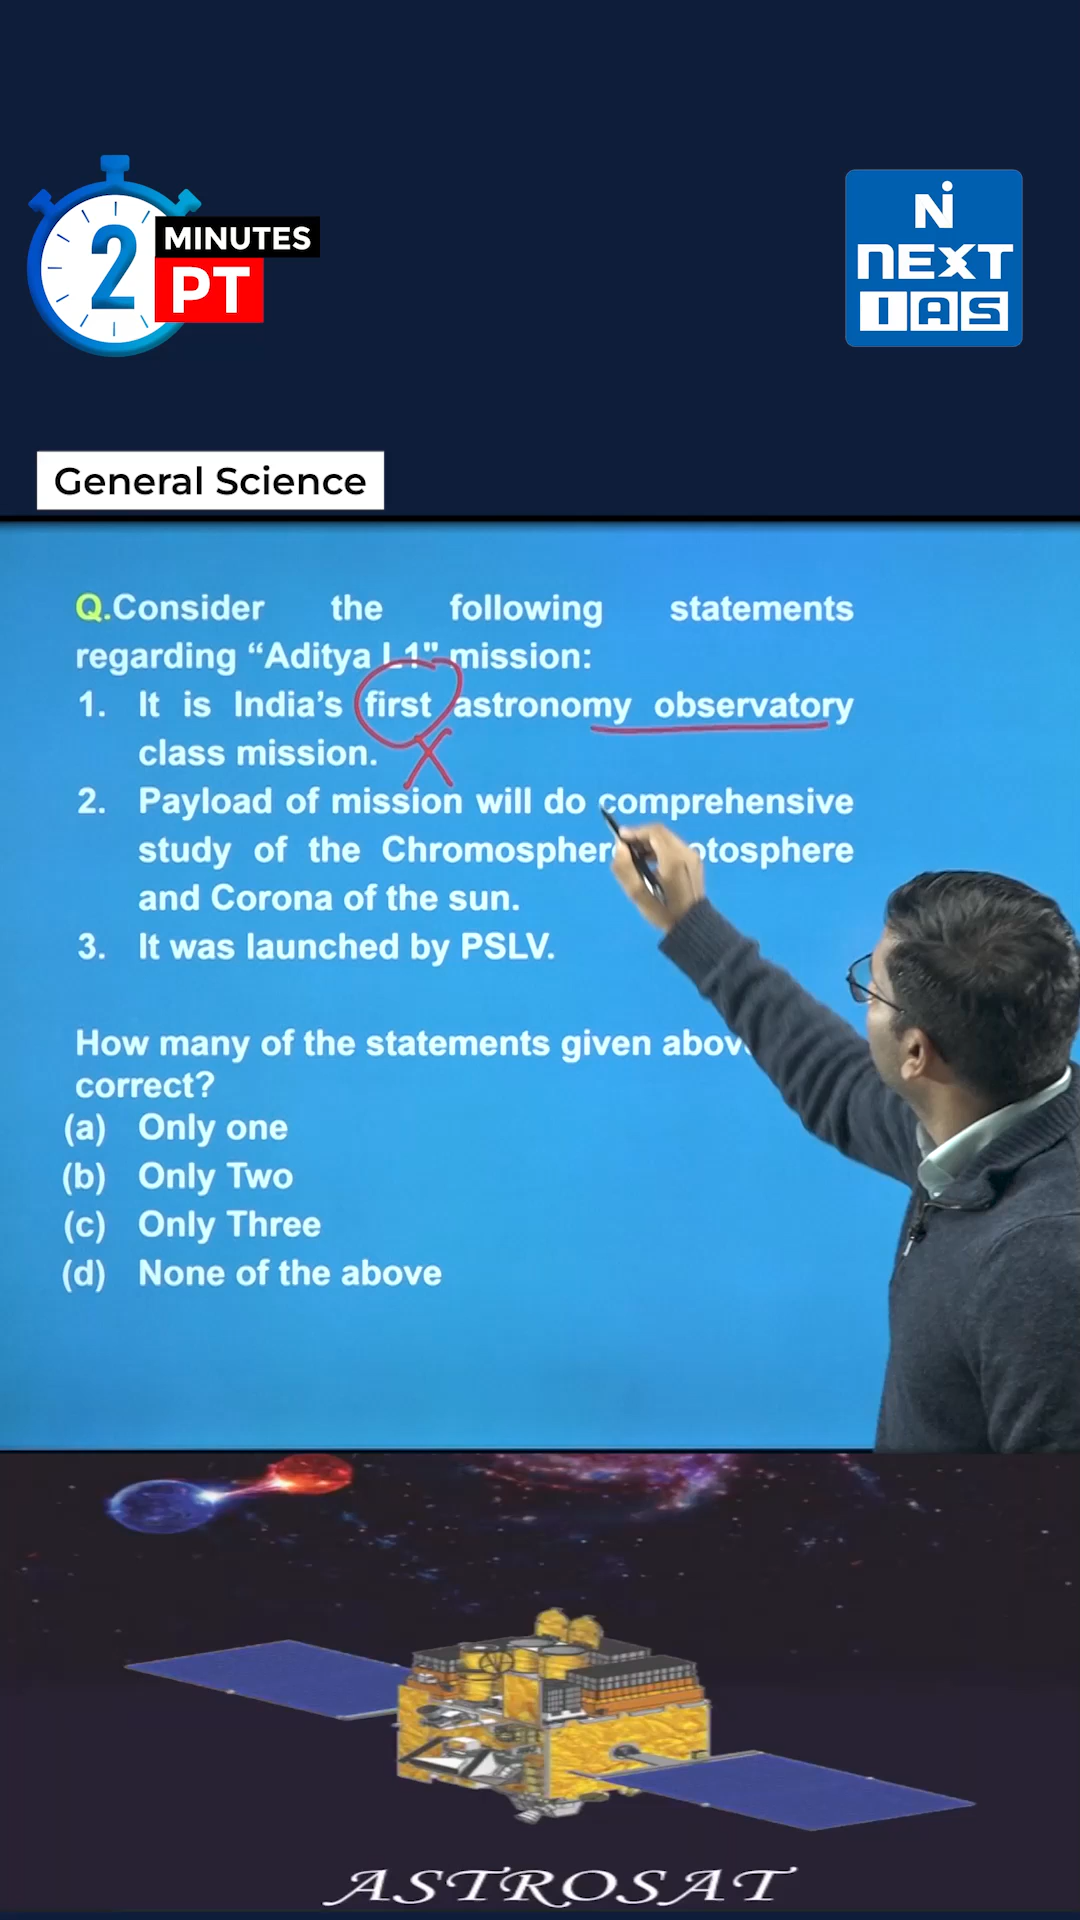 2
MINUTES
PT
Ni
NEXT
IAS
General Science
Q.Consider the following statements
regarding “Aditya L1" mission:
1. It is India’s first astronomy observatory
class mission.
X
2. Payload of mission will do comprehensive
study of the
and Corona of the sun.
3. It was launched by PSLV.
How many of the statements given
correct?
(a) Only one
(b) Only Two
(c) Only Three
(d) None of the above
ASTROSAT